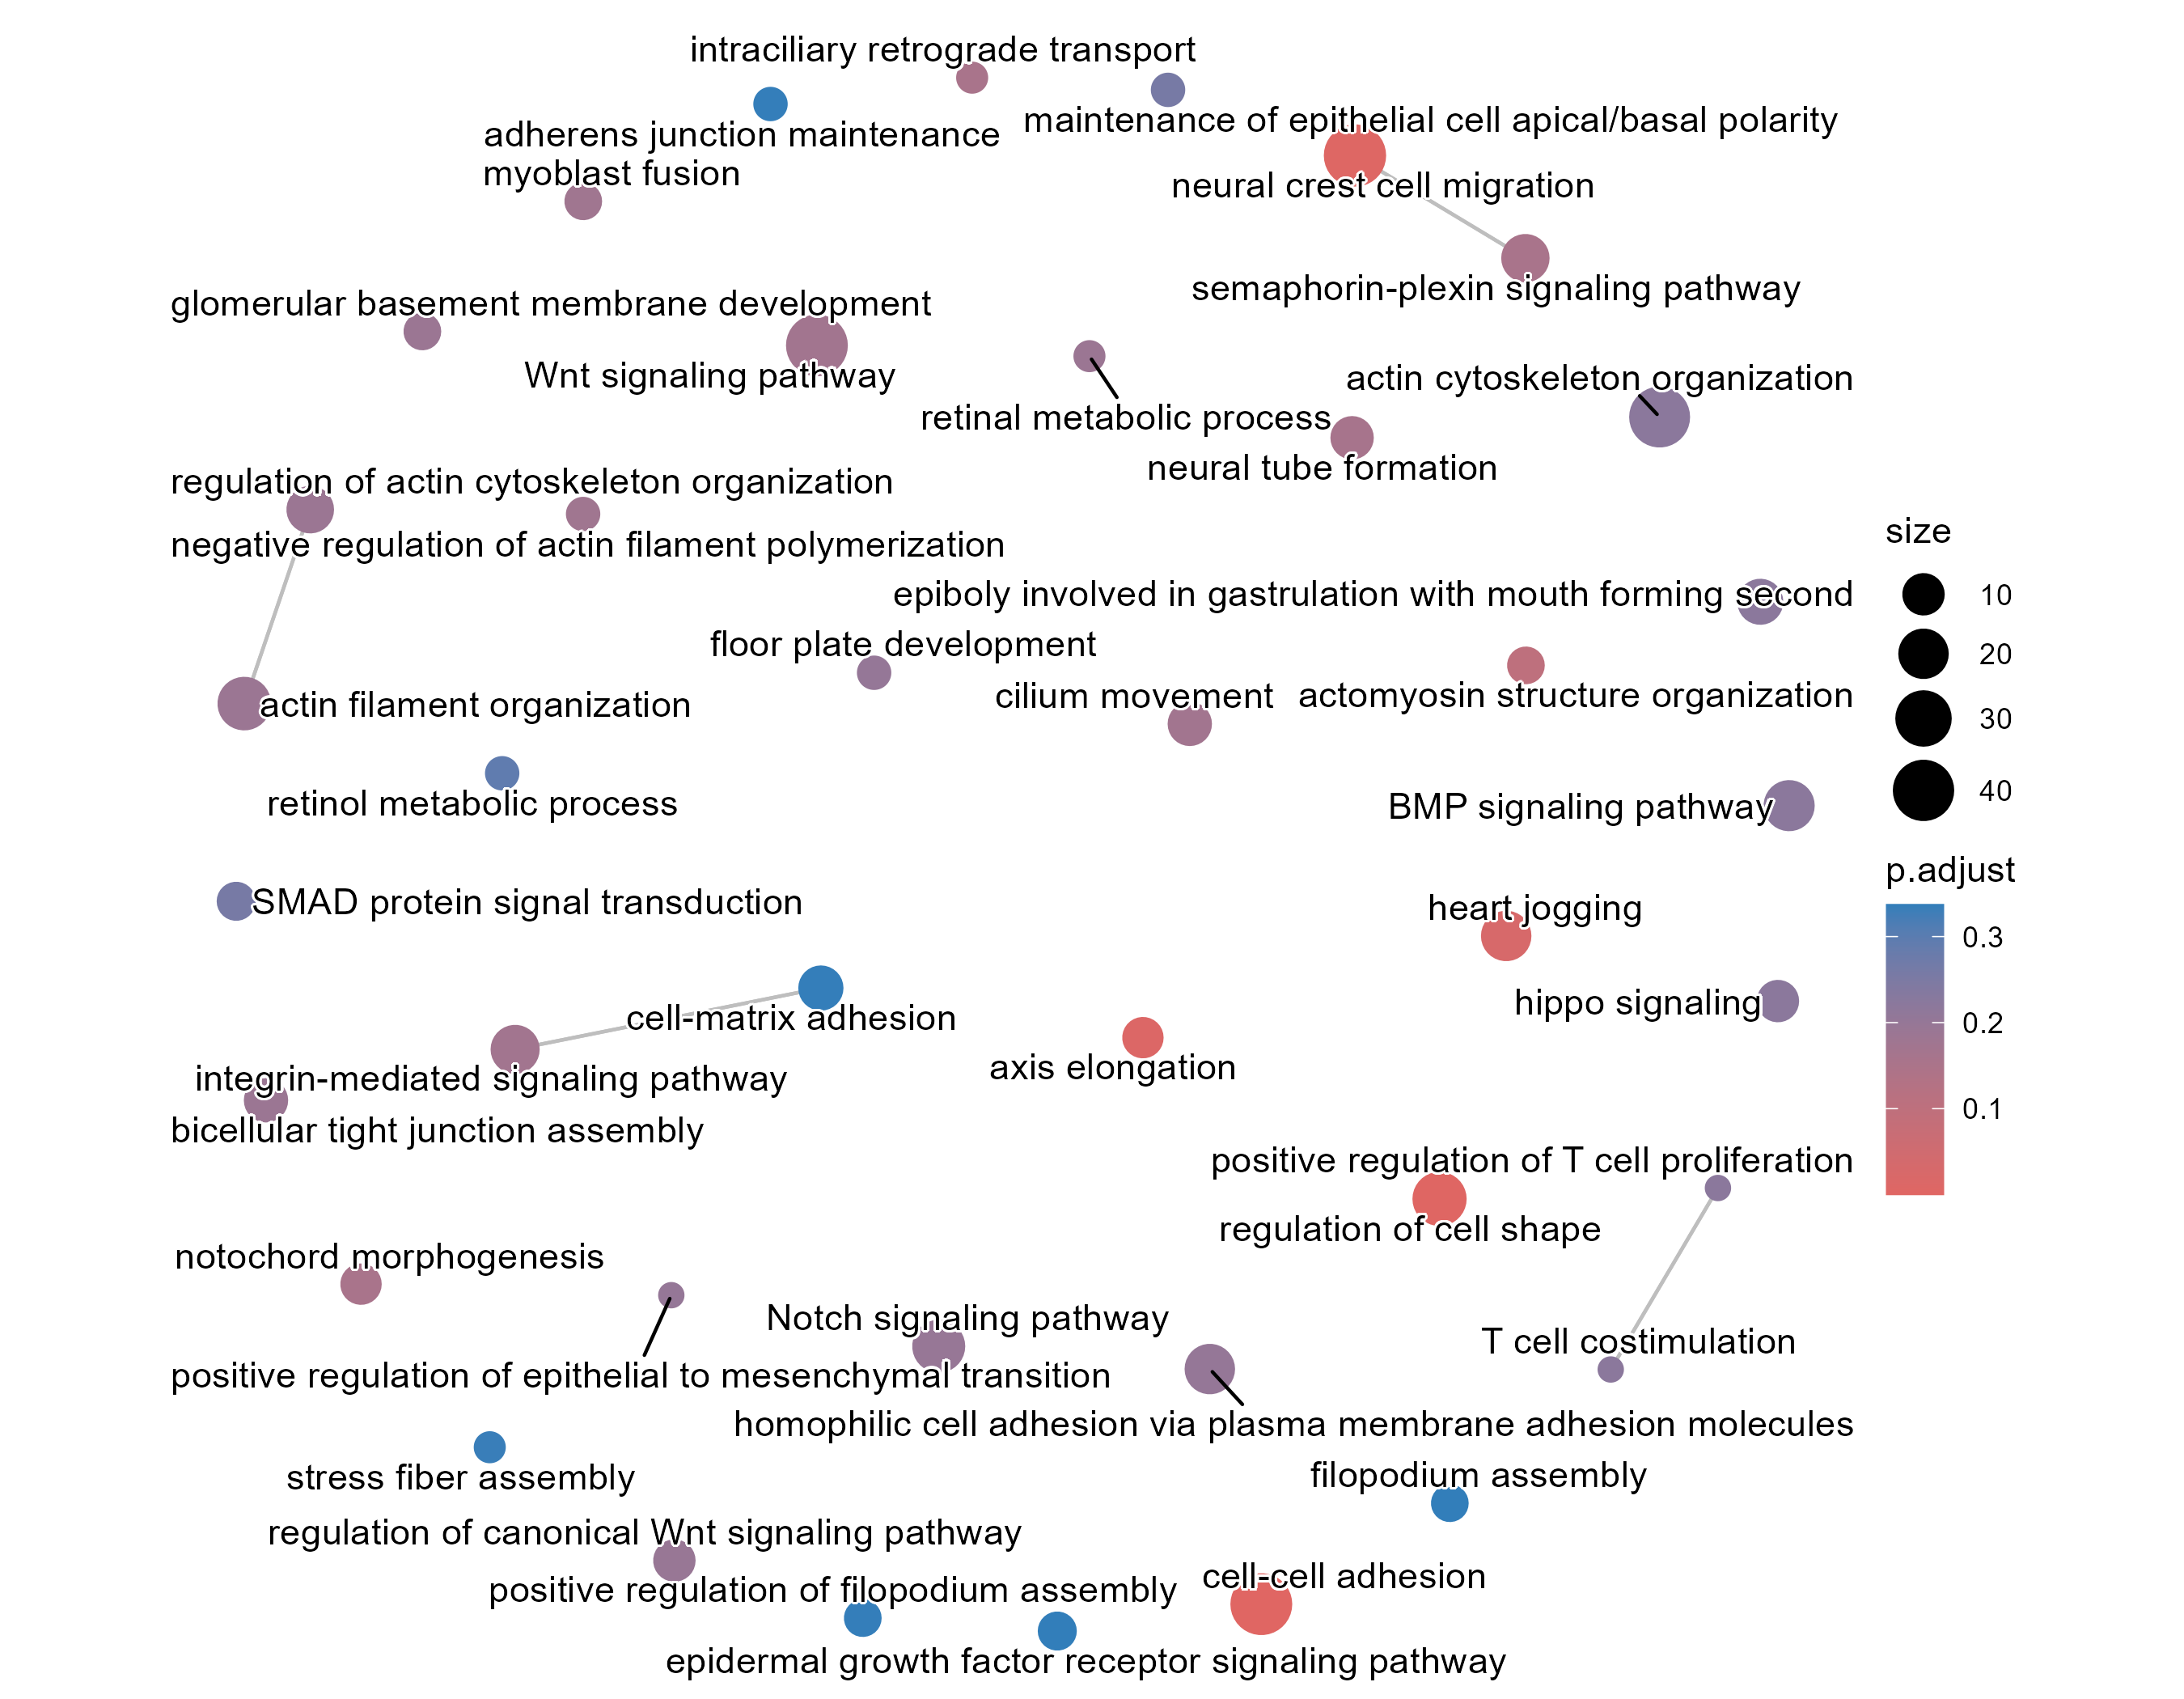 intraciliary retrograde transport
adherens junction maintenance
maintenance of epithelial cell apical/basal polarity
myoblast fusion
neural crest cell migration
semaphorin-plexin signaling pathway
glomerular basement membrane development
Wnt signaling pathway
actin cytoskeleton organization
retinal metabolic process
neural tube formation
regulation of actin cytoskeleton organization
negative regulation of actin filament polymerization
epiboly involved in gastrulation with mouth forming second
floor plate development
cilium movement
actomyosin structure organization
actin filament organization
retinol metabolic process
BMP signaling pathway
SMAD protein signal transduction
heart jogging
hippo signaling
cell-matrix adhesion
axis elongation
integrin-mediated signaling pathway
bicellular tight junction assembly
positive regulation of T cell proliferation
regulation of cell shape
notochord morphogenesis
Notch signaling pathway
T cell costimulation
positive regulation of epithelial to mesenchymal transition
homophilic cell adhesion via plasma membrane adhesion molecules
stress fiber assembly
filopodium assembly
regulation of canonical Wnt signaling pathway
cell-cell adhesion
positive regulation of filopodium assembly
epidermal growth factor receptor signaling pathway
size
10
20
30
40
p.adjust
0.3
0.2
0.1